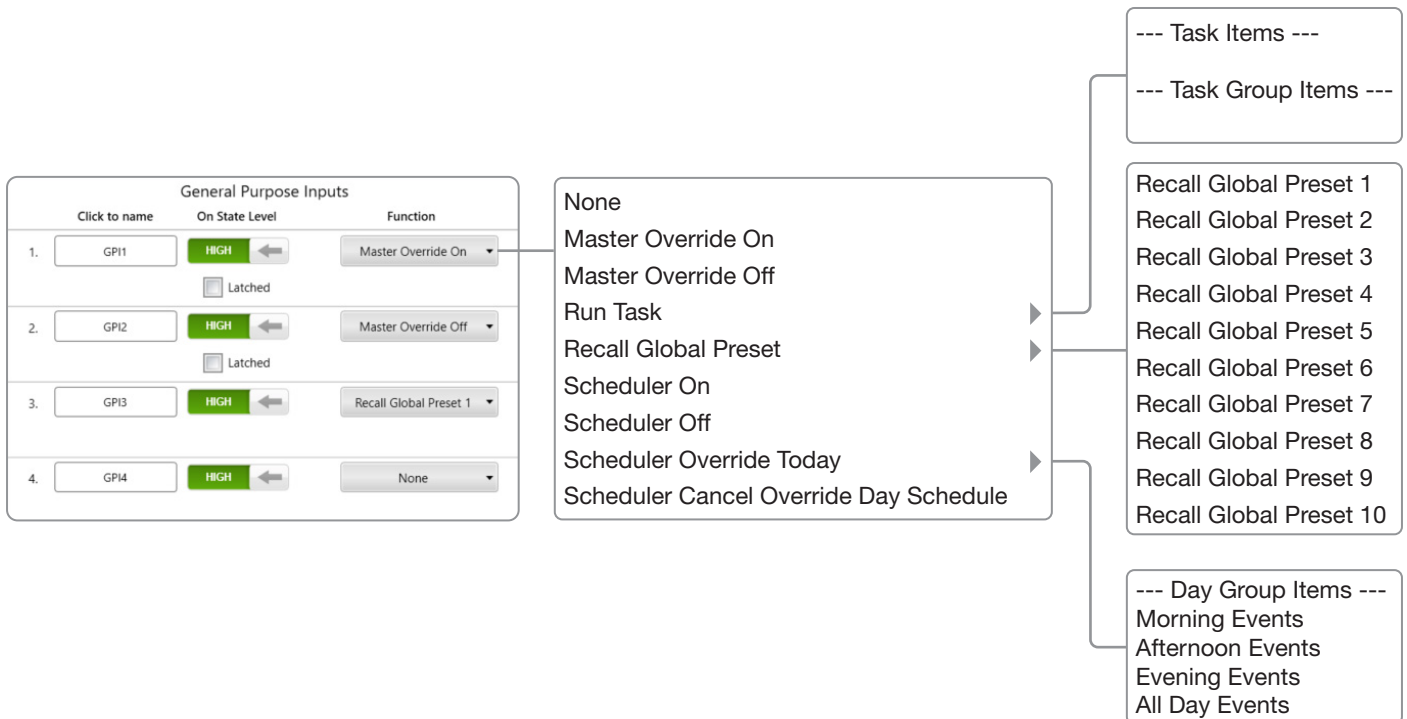 General Purpose Inputs
Click to name On State Level Function
1. GPI1 HIGH Master Override On
Latched
2. GPI2 HIGH Master Override Off
Latched
3. GPI3 HIGH Recall Global Preset 1
4. GPI4 HIGH None
None
Master Override On
Master Override Off
Run Task
Recall Global Preset
Scheduler On
Scheduler Off
Scheduler Override Today
Scheduler Cancel Override Day Schedule
--- Task Items ---
--- Task Group Items ---
Recall Global Preset 1
Recall Global Preset 2
Recall Global Preset 3
Recall Global Preset 4
Recall Global Preset 5
Recall Global Preset 6
Recall Global Preset 7
Recall Global Preset 8
Recall Global Preset 9
Recall Global Preset 10
--- Day Group Items ---
Morning Events
Afternoon Events
Evening Events
All Day Events